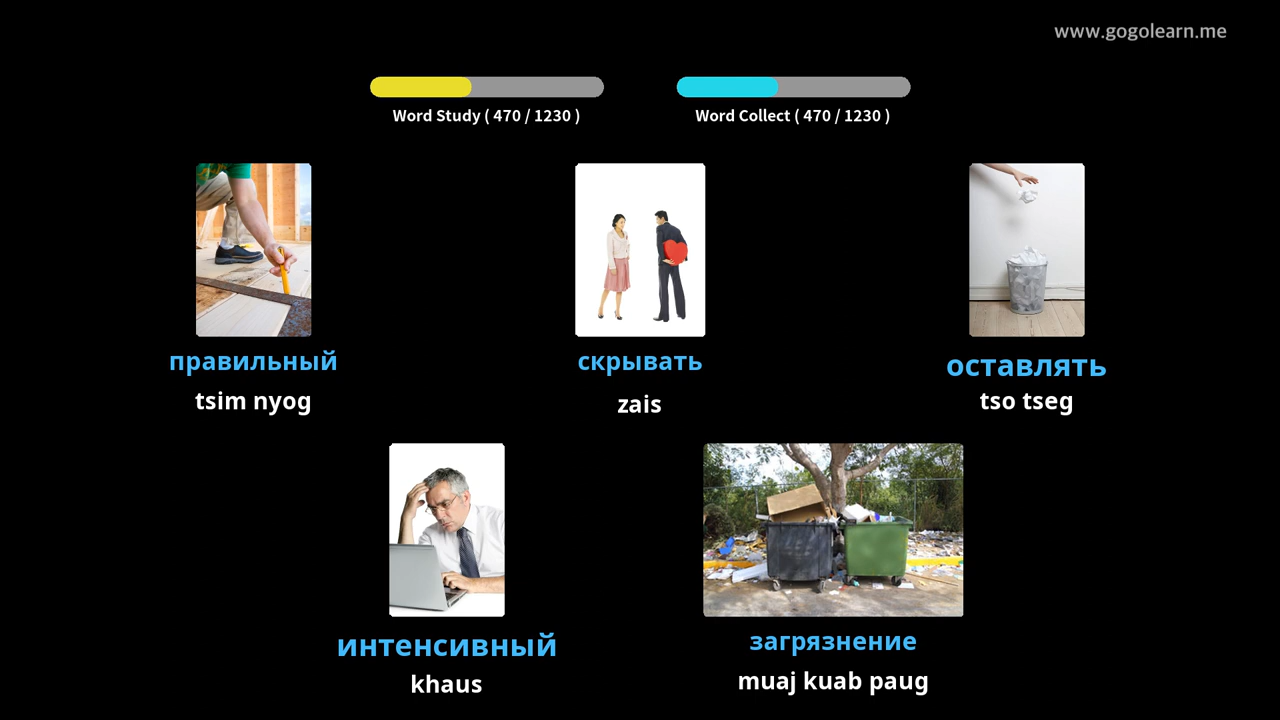 www.gogolearn.me
Word Study ( 470 / 1230 )
Word Collect ( 470 / 1230 )
правильный
tsim nyog
скрывать
zais
оставлять
tso tseg
интенсивный
khaus
загрязнение
muaj kuab paug